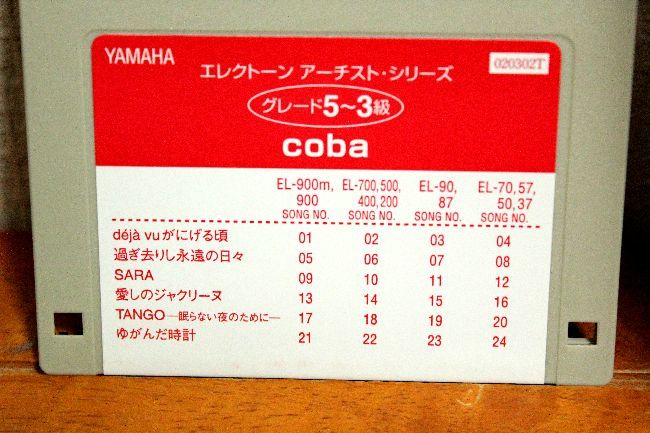 YAMAHA
エレクトーン アーチスト・シリーズ
020302T
グレード5〜3級
coba
EL-900m, EL-700,500, EL-90, EL-70,57,
900 400,200 87 50,37
SONG NO. SONG NO. SONG NO. SONG NO.
déjà vuがにげる頃 01 02 03 04
過ぎ去りし永遠の日々 05 06 07 08
SARA 09 10 11 12
愛しのジャクリーヌ 13 14 15 16
TANGO―眠らない夜のために― 17 18 19 20
ゆがんだ時計 21 22 23 24